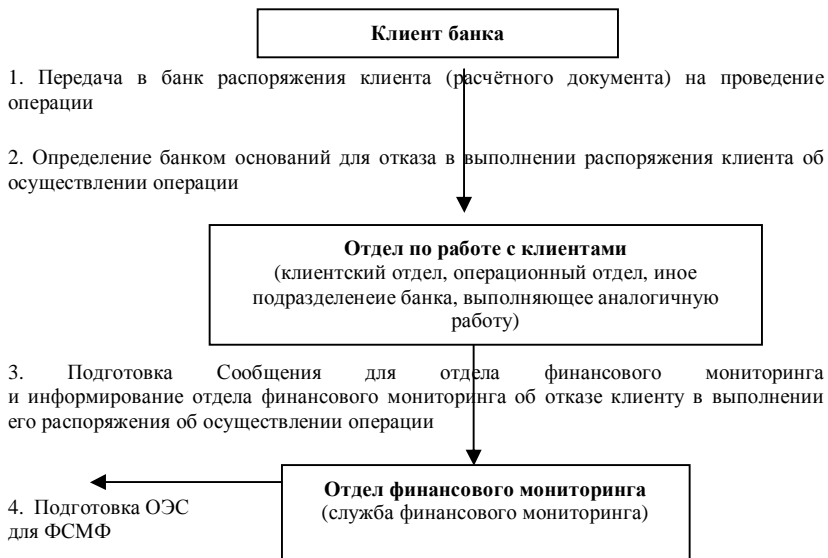 Клиент банка
1. Передача в банк распоряжения клиента (расчётного документа) на проведение
операции
2. Определение банком оснований для отказа в выполнении распоряжения клиента об
осуществлении операции
Отдел по работе с клиентами
(клиентский отдел, операционный отдел, иное
подразделенеие банка, выполняющее аналогичную
работу)
3. Подготовка Сообщения для отдела финансового мониторинга
и информирование отдела финансового мониторинга об отказе клиенту в выполнении
его распоряжения об осуществлении операции
Отдел финансового мониторинга
(служба финансового мониторинга)
4. Подготовка ОЭС
для ФСМФ